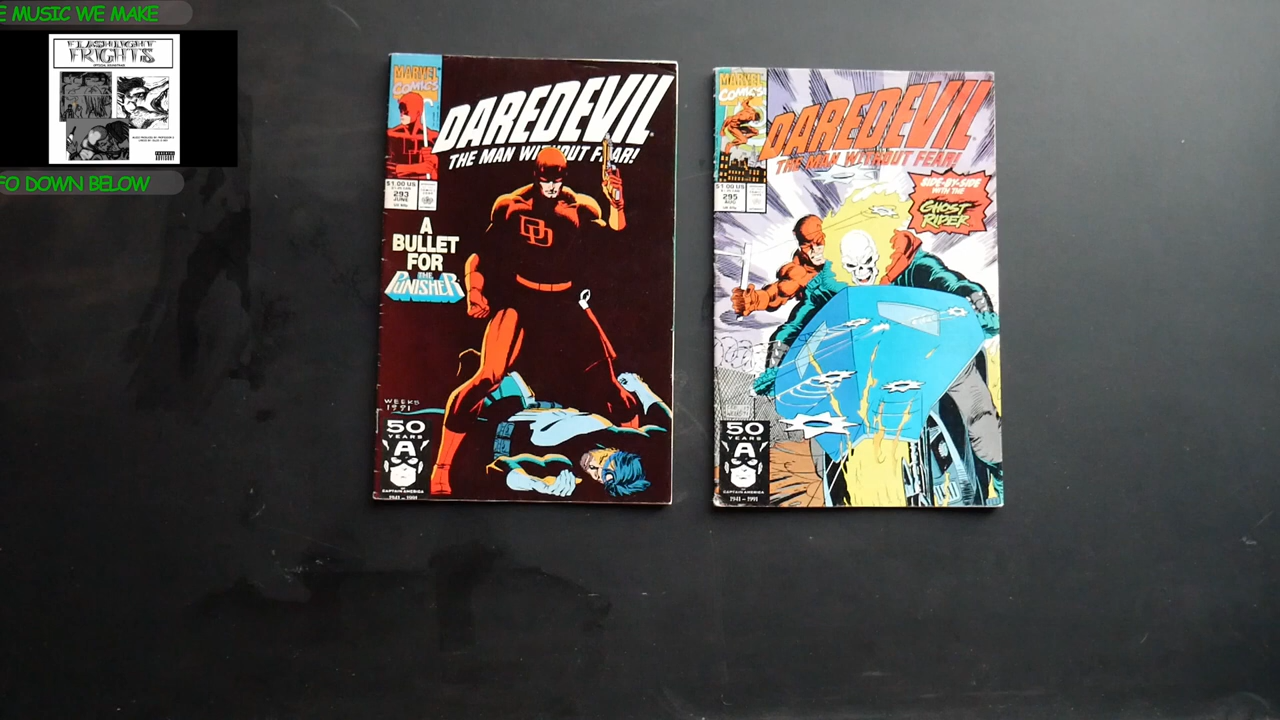 E MUSIC WE MAKE
FLASHLIGHT
FRIGHTS
FO DOWN BELOW
MARVEL
COMICS
DAREDEVIL
THE MAN WITHOUT FEAR!
$1.00 US
293
JUNE
A
BULLET
FOR
THE
PUNISHER
WEEKS
1991
50
YEARS
CAPTAIN AMERICA
1941-1991
MARVEL
COMICS
DAREDEVIL
THE MAN WITHOUT FEAR!
$1.00 US
295
AUG
SIDE-BY-SIDE
WITH THE
GHOST
RIDER
50
YEARS
CAPTAIN AMERICA
1941-1991